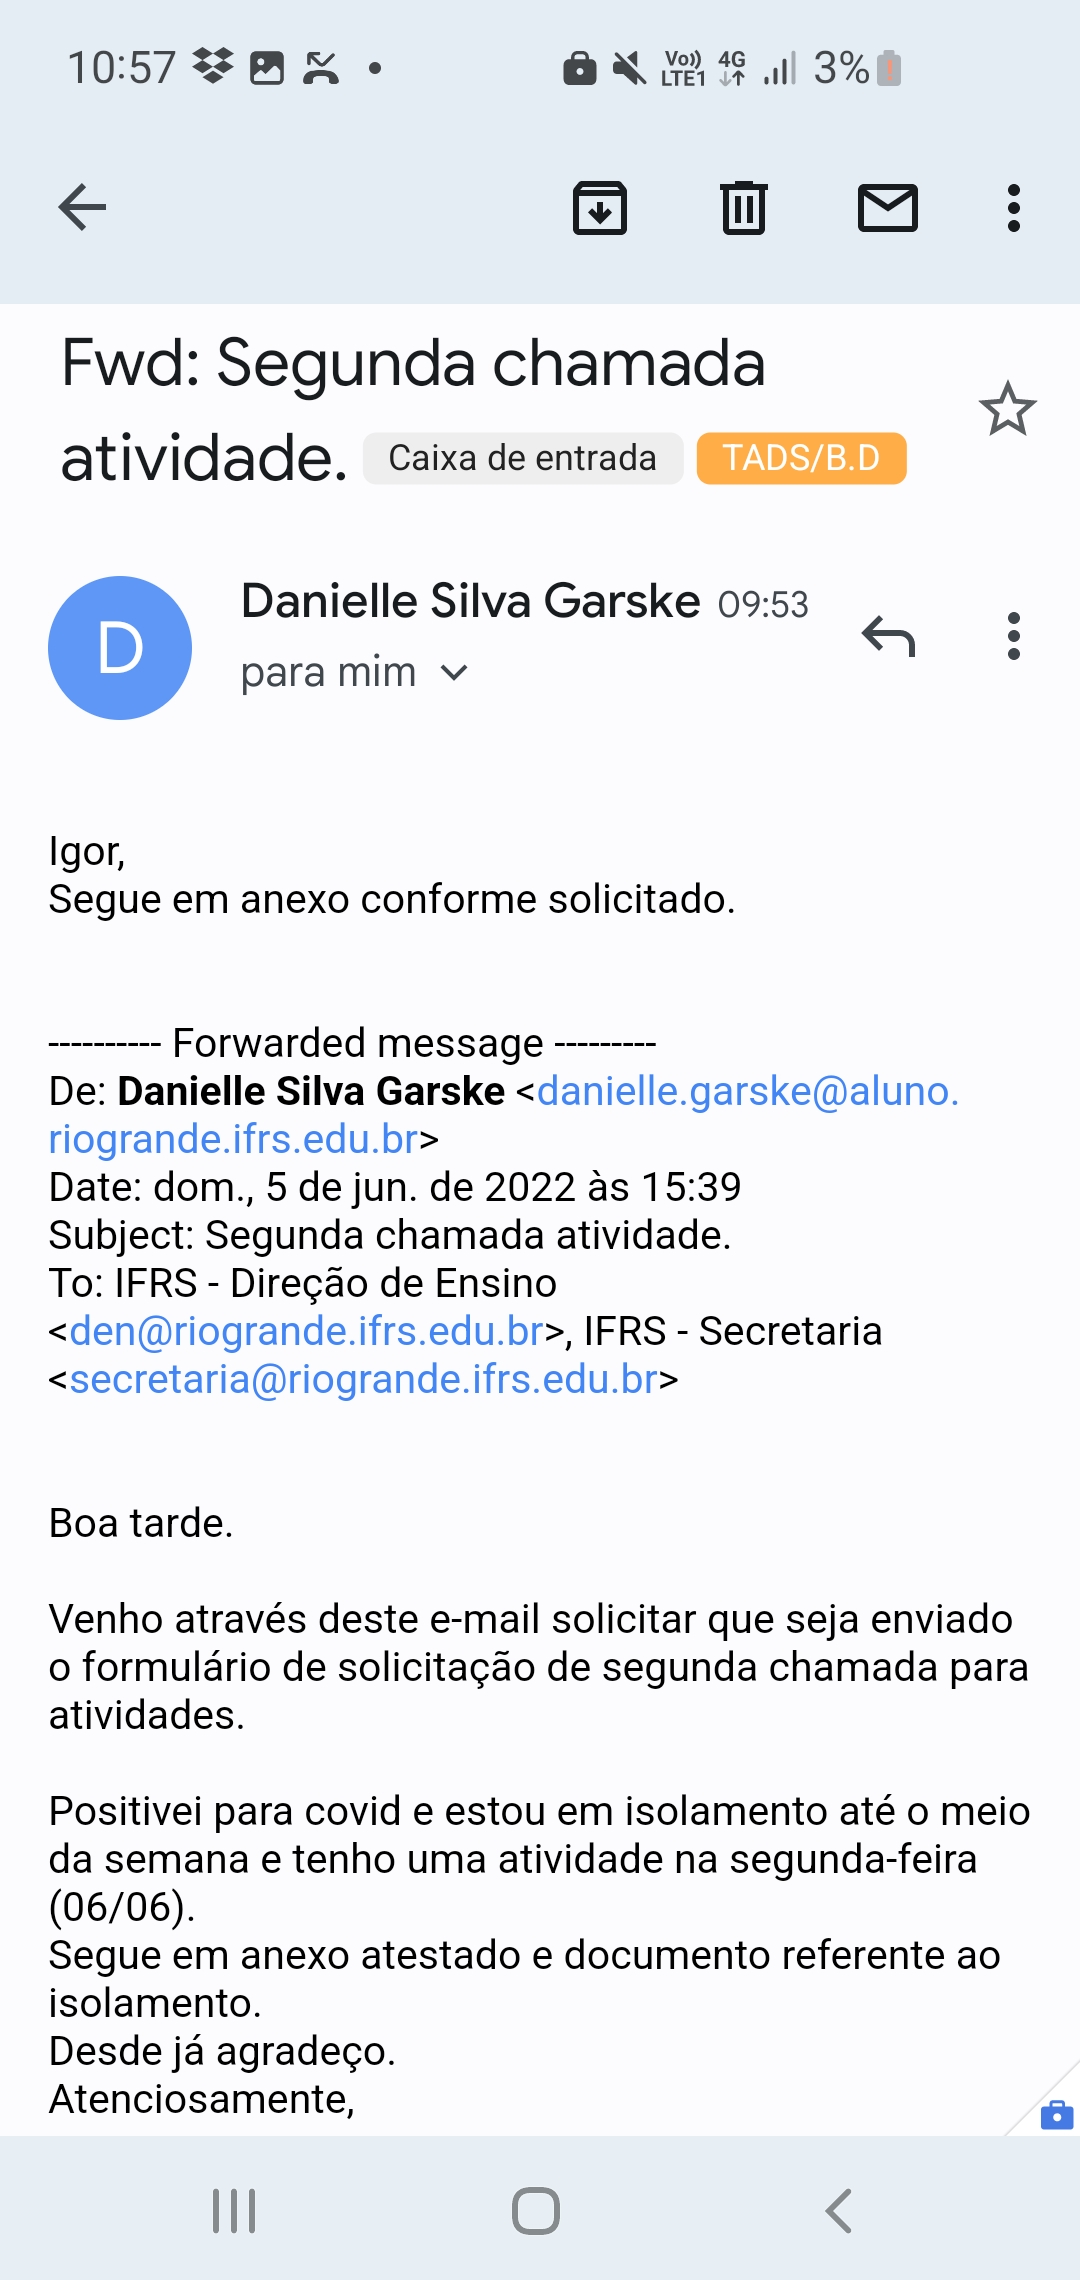 10:57 Vo)) LTE1 4G 3%
Fwd: Segunda chamada
atividade. Caixa de entrada TADS/B.D
D
Danielle Silva Garske 09:53
para mim
Igor,
Segue em anexo conforme solicitado.
---------- Forwarded message ---------
De: Danielle Silva Garske <danielle.garske@aluno.
riogrande.ifrs.edu.br>
Date: dom., 5 de jun. de 2022 às 15:39
Subject: Segunda chamada atividade.
To: IFRS - Direção de Ensino
<den@riogrande.ifrs.edu.br>, IFRS - Secretaria
<secretaria@riogrande.ifrs.edu.br>
Boa tarde.
Venho através deste e-mail solicitar que seja enviado
o formulário de solicitação de segunda chamada para
atividades.
Positivei para covid e estou em isolamento até o meio
da semana e tenho uma atividade na segunda-feira
(06/06).
Segue em anexo atestado e documento referente ao
isolamento.
Desde já agradeço.
Atenciosamente,